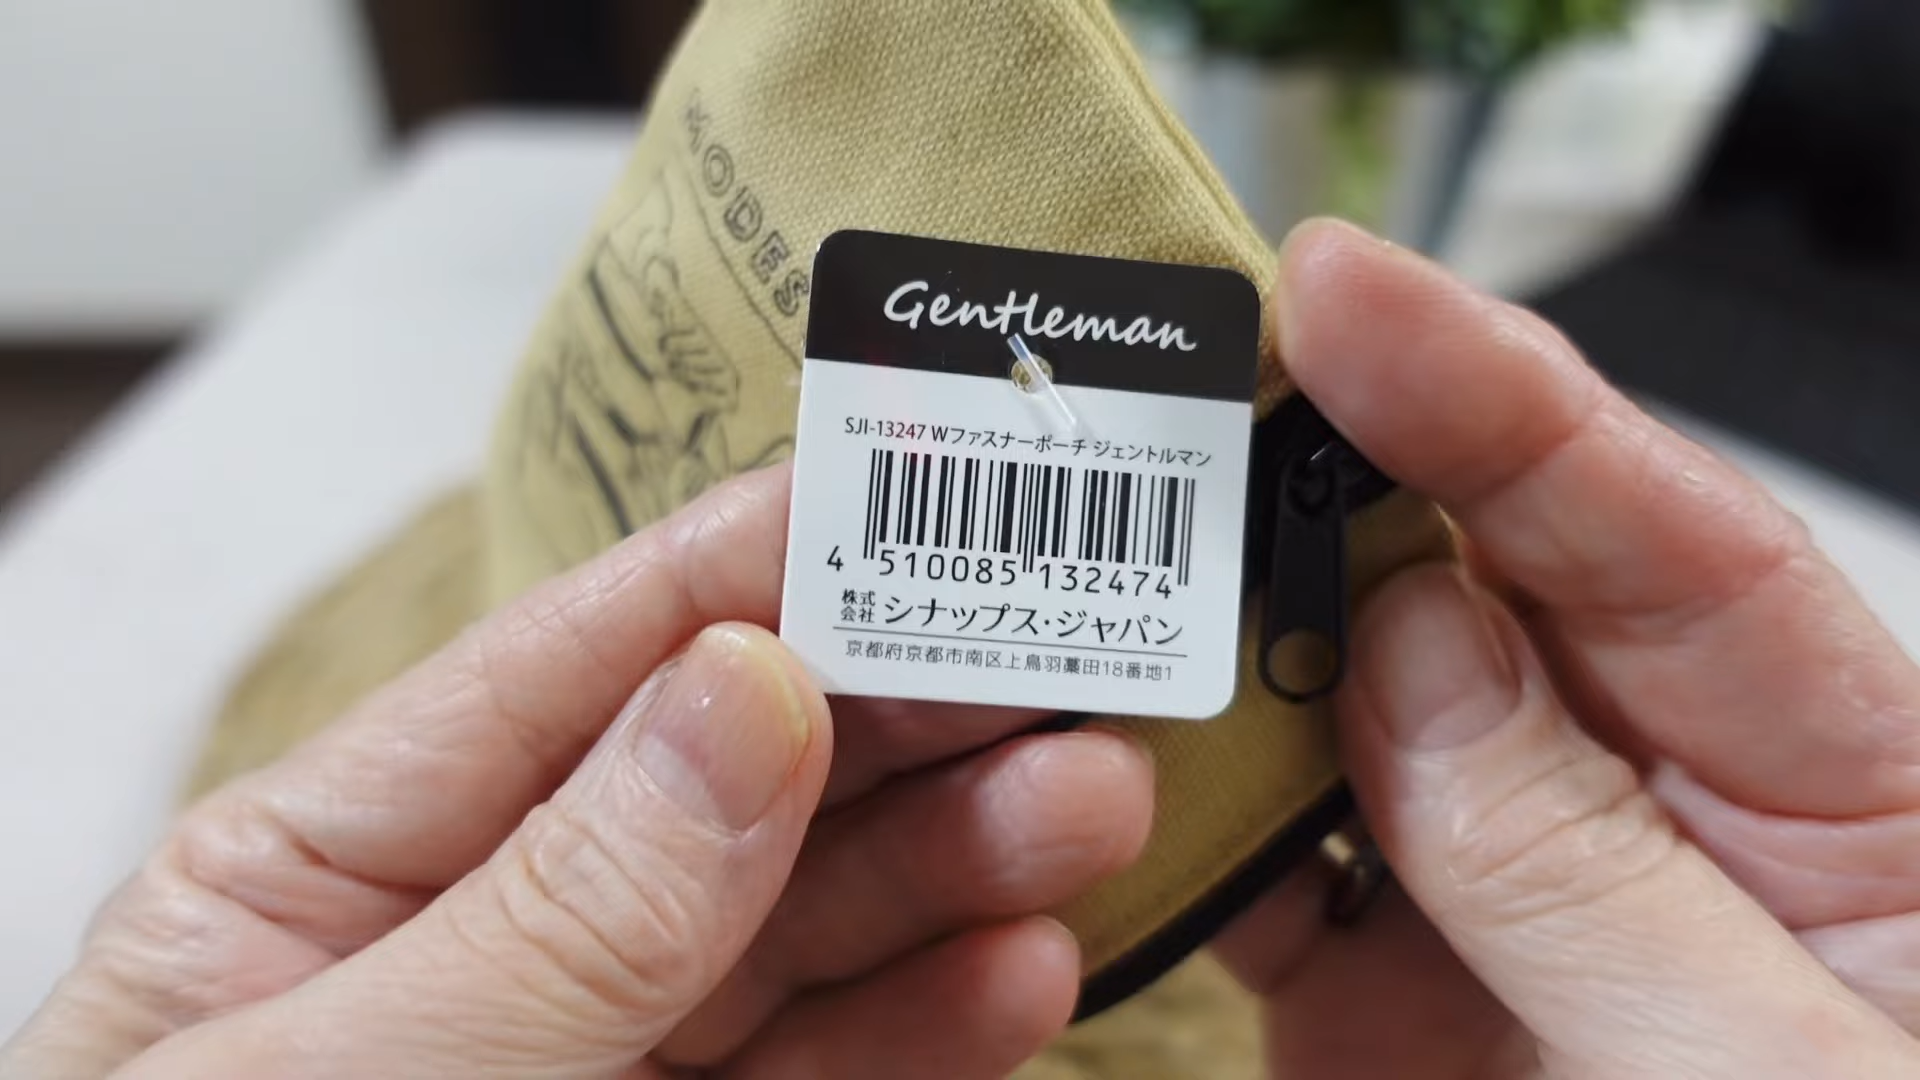 MODES
Gentleman
SJI-13247 Wファスナーポーチ ジェントルマン
4 510085 132474
株式会社 シナップス・ジャパン
京都府京都市南区上鳥羽藁田18番地1